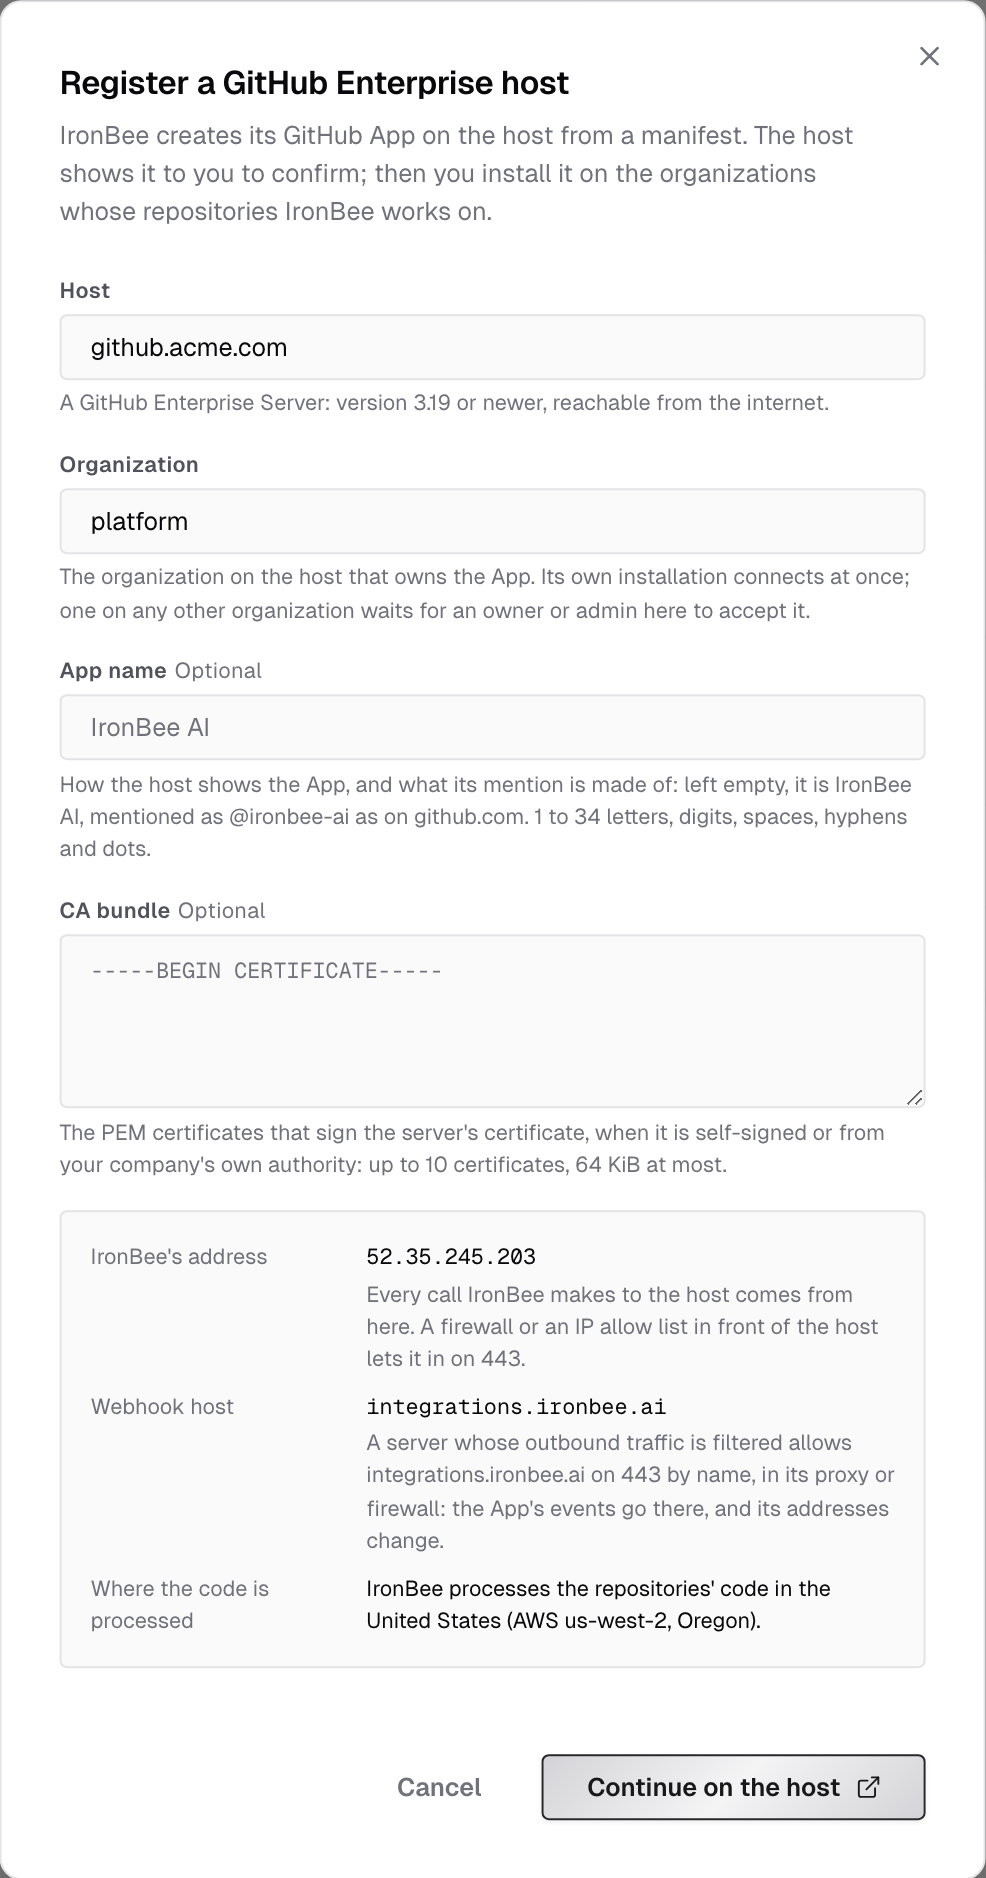 Register a GitHub Enterprise host
IronBee creates its GitHub App on the host from a manifest. The host
shows it to you to confirm; then you install it on the organizations
whose repositories IronBee works on.
Host
github.acme.com
A GitHub Enterprise Server: version 3.19 or newer, reachable from the internet.
Organization
platform
The organization on the host that owns the App. Its own installation connects at once;
one on any other organization waits for an owner or admin here to accept it.
App name Optional
IronBee AI
How the host shows the App, and what its mention is made of: left empty, it is IronBee
AI, mentioned as @ironbee-ai as on github.com. 1 to 34 letters, digits, spaces, hyphens
and dots.
CA bundle Optional
-----BEGIN CERTIFICATE-----
The PEM certificates that sign the server's certificate, when it is self-signed or from
your company's own authority: up to 10 certificates, 64 KiB at most.
IronBee's address
52.35.245.203
Every call IronBee makes to the host comes from
here. A firewall or an IP allow list in front of the host
lets it in on 443.
Webhook host
integrations.ironbee.ai
A server whose outbound traffic is filtered allows
integrations.ironbee.ai on 443 by name, in its proxy or
firewall: the App's events go there, and its addresses
change.
Where the code is
processed
IronBee processes the repositories' code in the
United States (AWS us-west-2, Oregon).
Cancel
Continue on the host